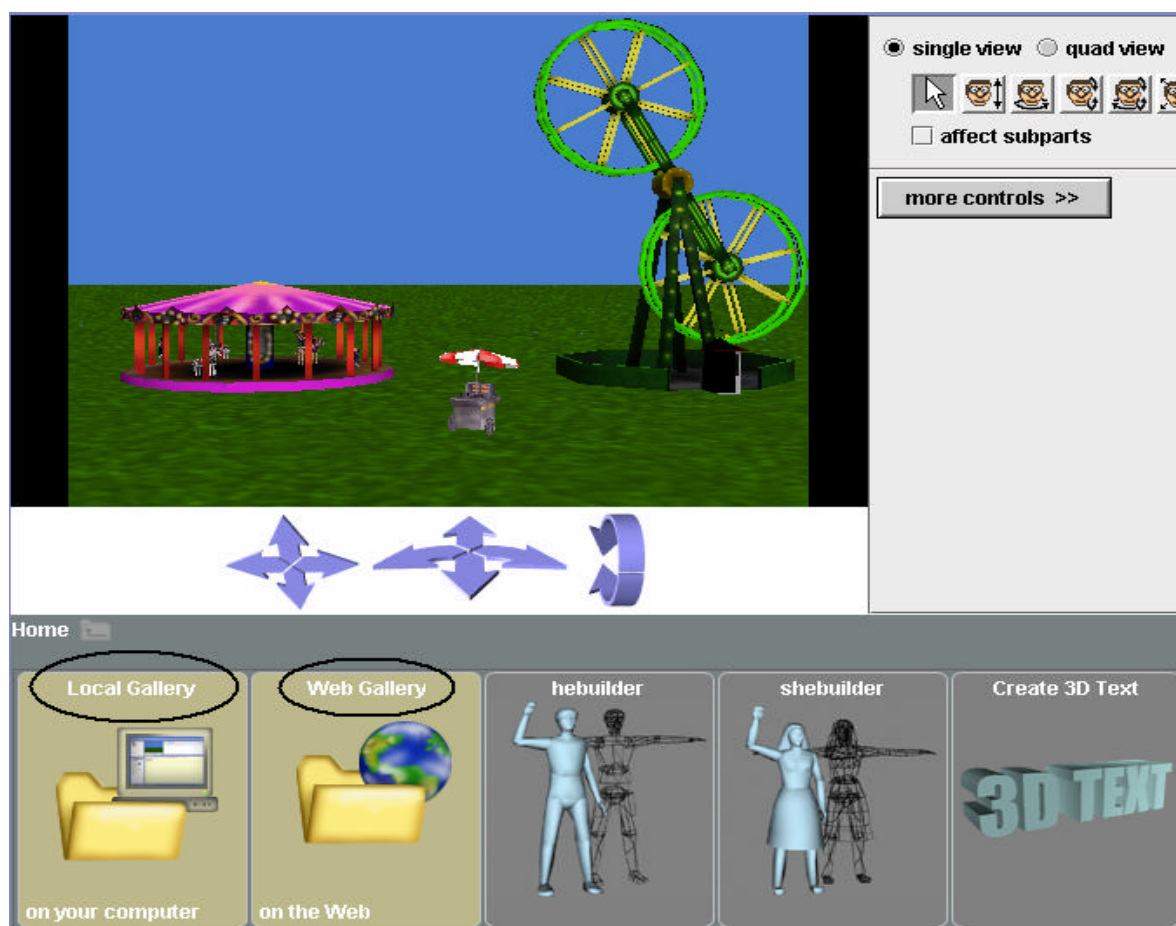 single view quad view
affect subparts
more controls >>
Home
Local Gallery Web Gallery hebuilder shebuilder Create 3D Text
3D TEXT
on your computer on the Web